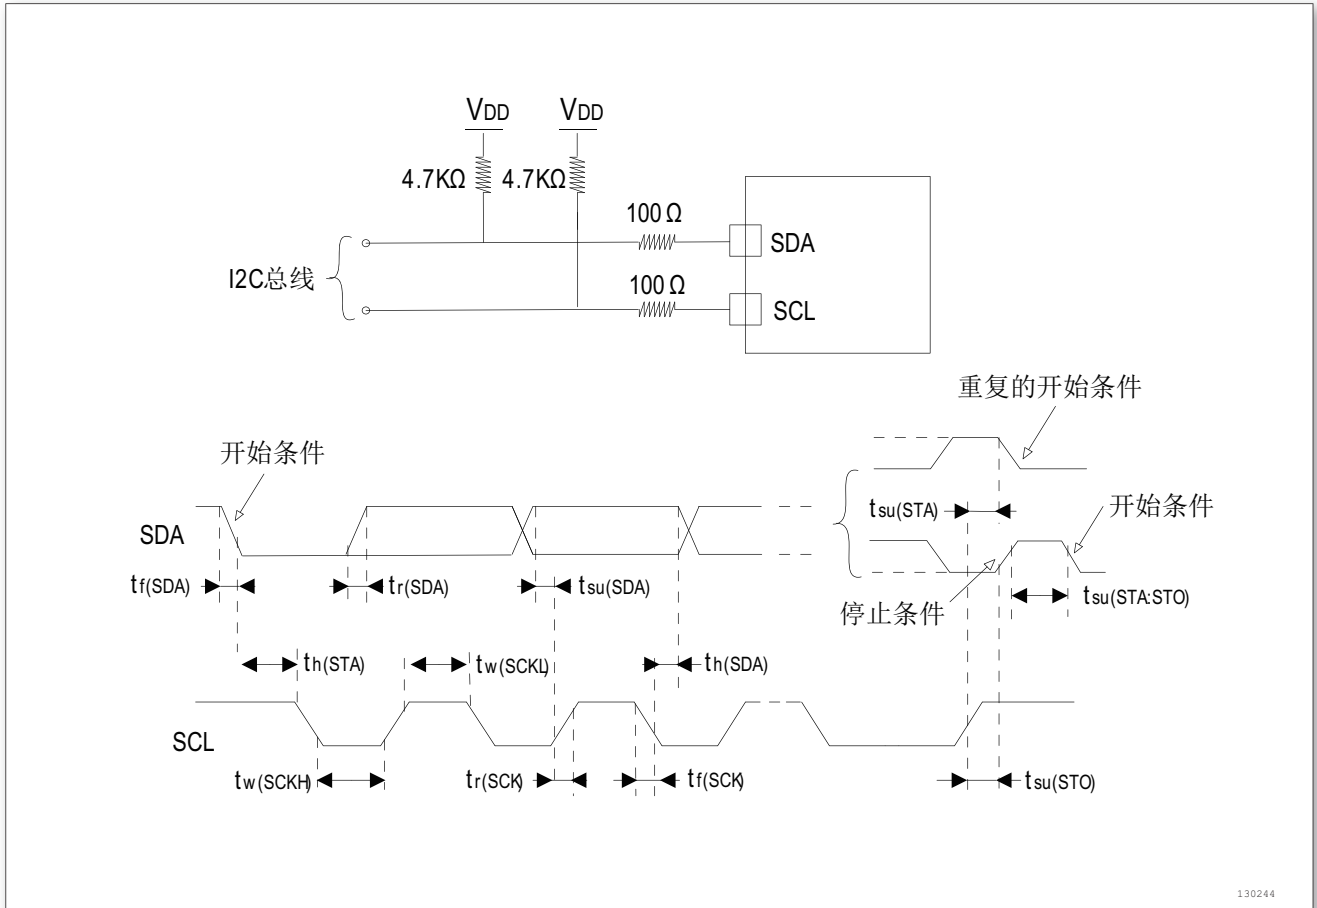 VDD VDD
4.7KΩ 4.7KΩ
100 Ω
SDA
I2C总线
100 Ω
SCL
重复的开始条件
开始条件
tsu(STA)
开始条件
SDA
tf(SDA)
tr(SDA)
tsu(SDA)
tsu(STA:STO)
停止条件
th(STA)
tw(SCKL)
th(SDA)
SCL
tw(SCKH)
tr(SCK)
tf(SCK)
tsu(STO)
130244